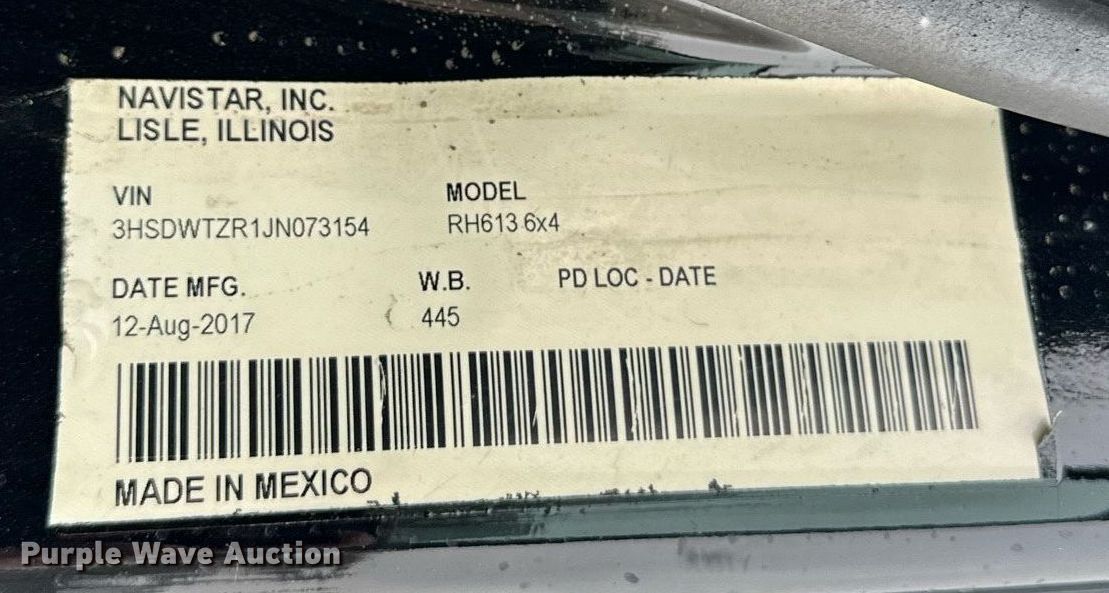 NAVISTAR, INC.
LISLE, ILLINOIS
VIN MODEL
3HSDWTZR1JN073154 RH613 6x4
DATE MFG. W.B. PD LOC - DATE
12-Aug-2017 445
MADE IN MEXICO
Purple Wave Auction